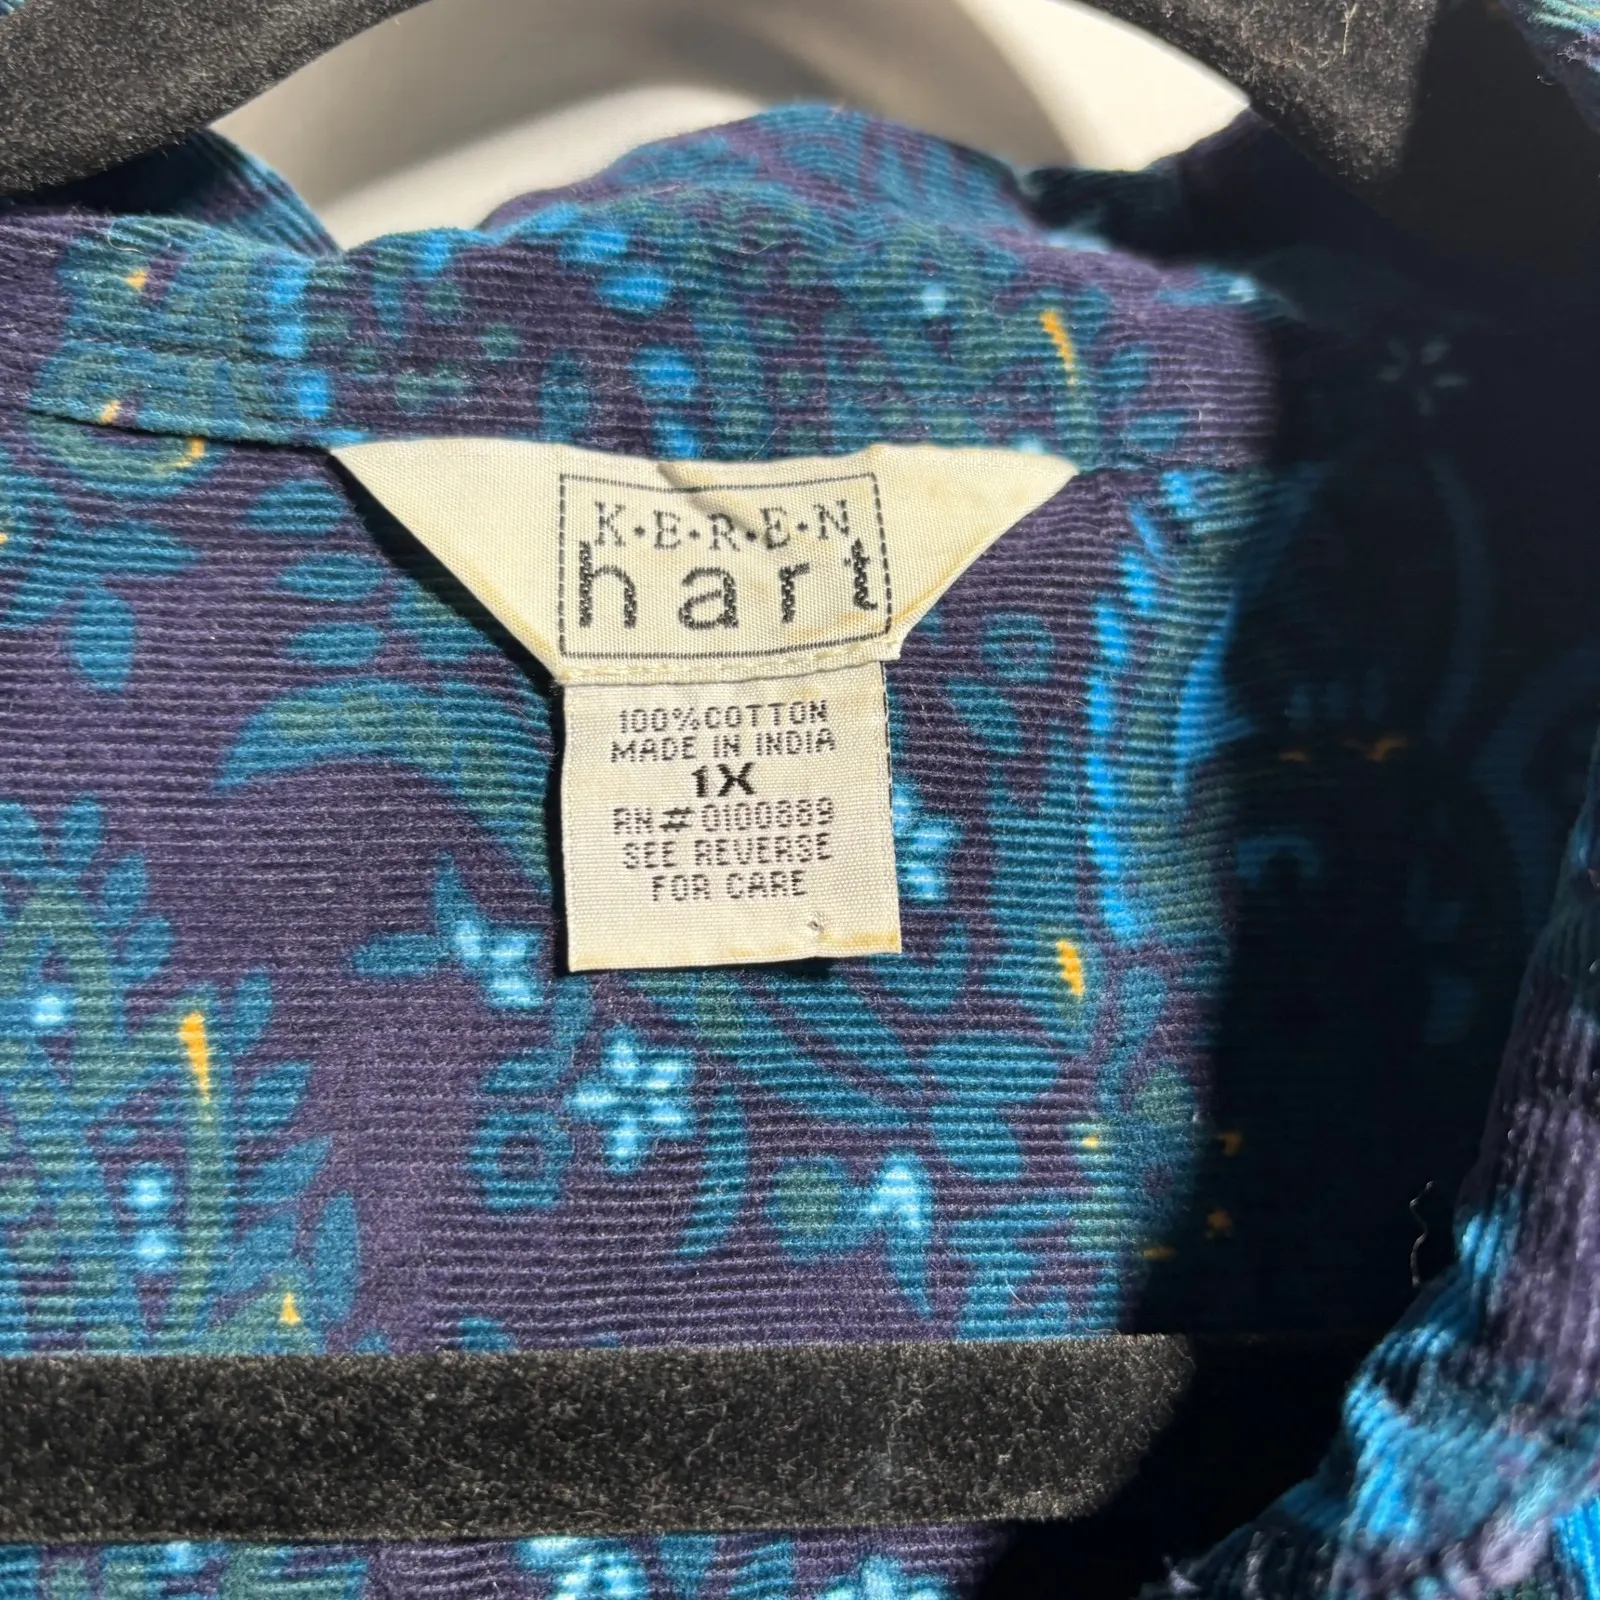 K·E·R·E·N
hart
100%COTTON
MADE IN INDIA
1X
RN#0100889
SEE REVERSE
FOR CARE